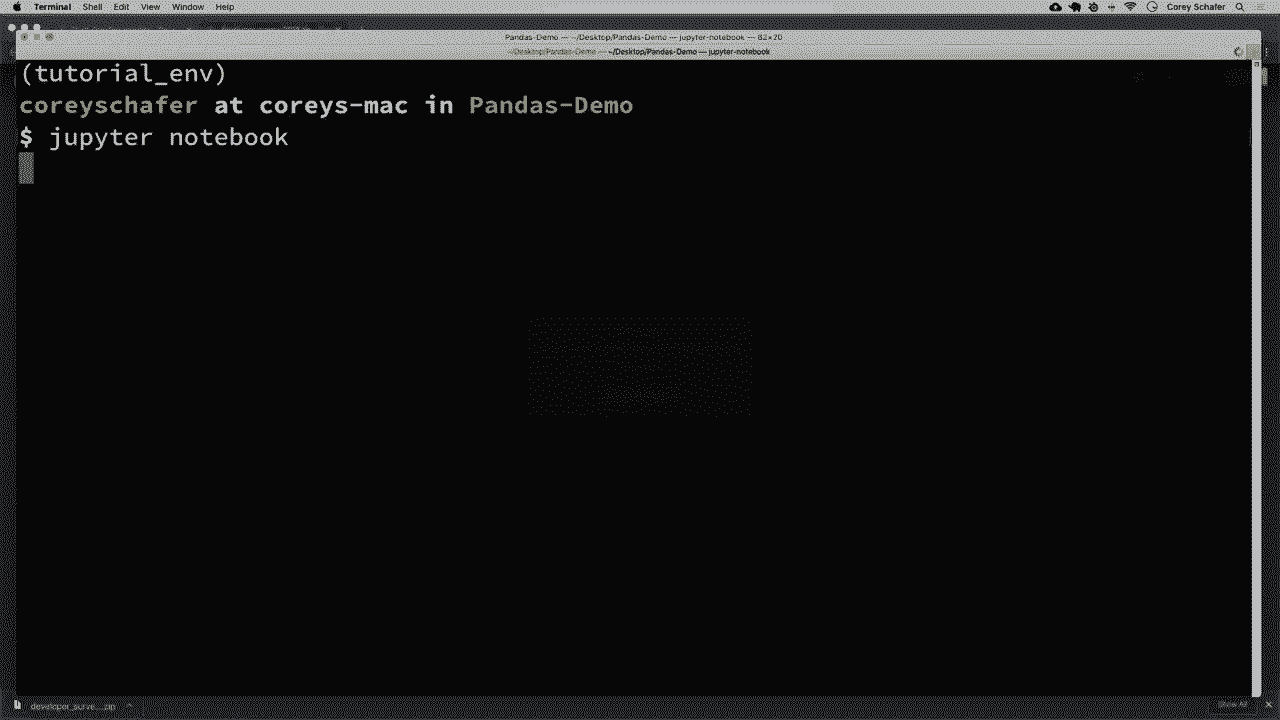 Terminal Shell Edit View Window Help Corey Schafer
Pandas-Demo — ~/Desktop/Pandas-Demo — jupyter-notebook — 82×70
~/Desktop/Pandas-Demo — ~/Desktop/Pandas-Demo — jupyter-notebook
(tutorial_env)
coreyschafer at coreys-mac in Pandas-Demo
$ jupyter notebook
developer_surve....zip Show All